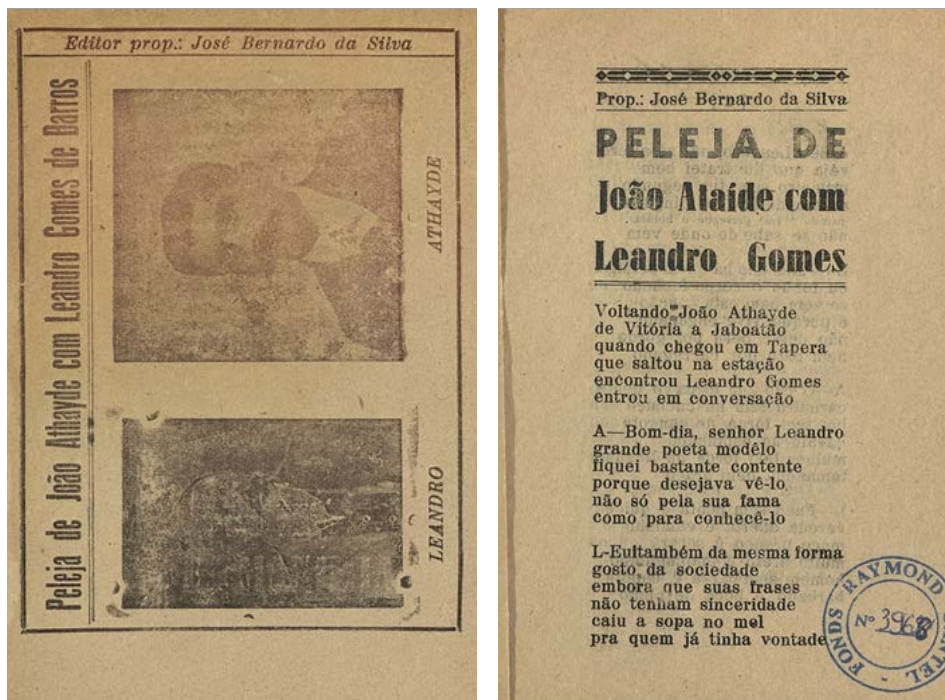 Editor prop.: José Bernardo da Silva
Peleja de João Athayde com Leandro Gomes de Barros
ATHAYDE
LEANDRO
Prop.: José Bernardo da Silva
PELEJA DE
João Ataíde com
Leandro Gomes
Voltando João Athayde
de Vitória a Jaboatão
quando chegou em Tapera
que saltou na estação
encontrou Leandro Gomes
entrou em conversação
A—Bom-dia, senhor Leandro
grande poeta modêlo
fiquei bastante contente
porque desejava vê-lo
não só pela sua fama
como para conhecê-lo
L-Eultambém da mesma forma
gosto da sociedade
embora que suas frases
não tenham sinceridade
caiu a sopa no mel
pra quem já tinha vontade
FONDS RAYMOND
Nº 3968